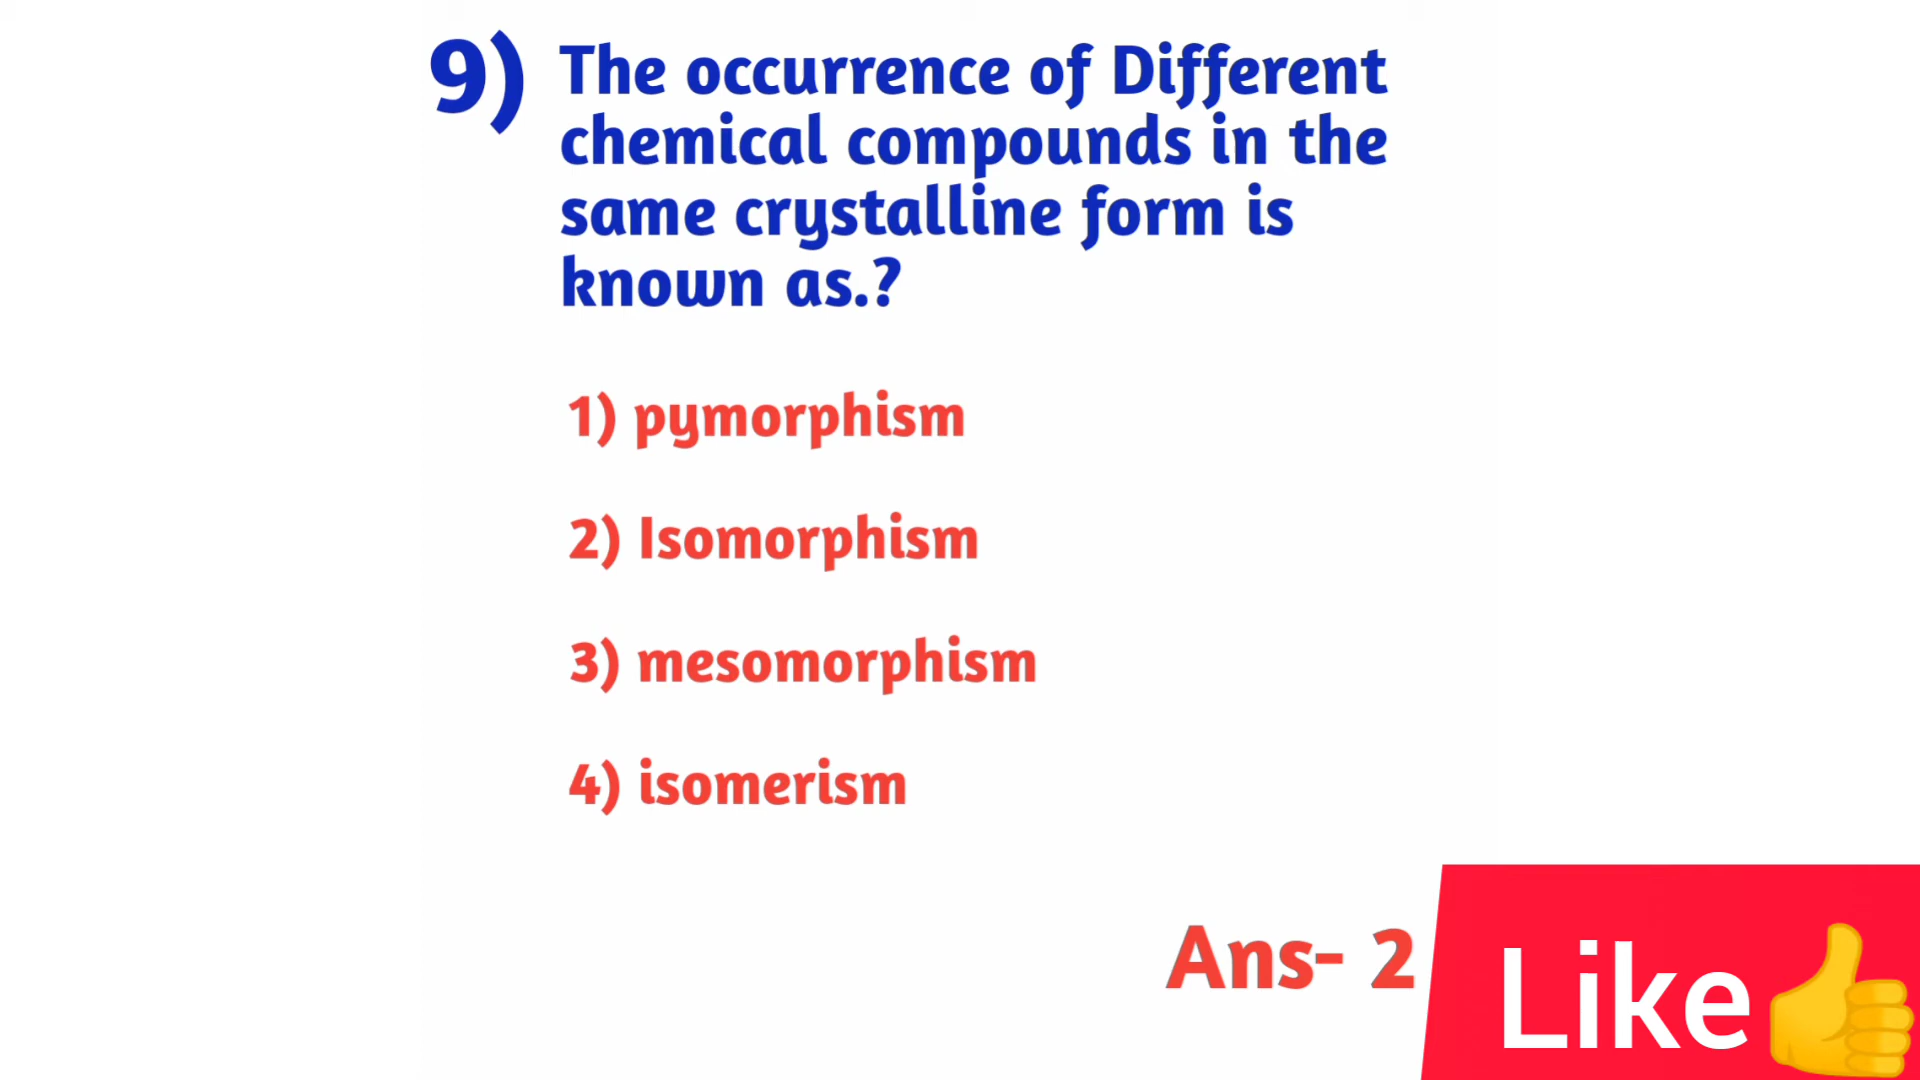 9) The occurrence of Different
chemical compounds in the
same crystalline form is
known as.?
1) pymorphism
2) Isomorphism
3) mesomorphism
4) isomerism
Ans- 2
Like